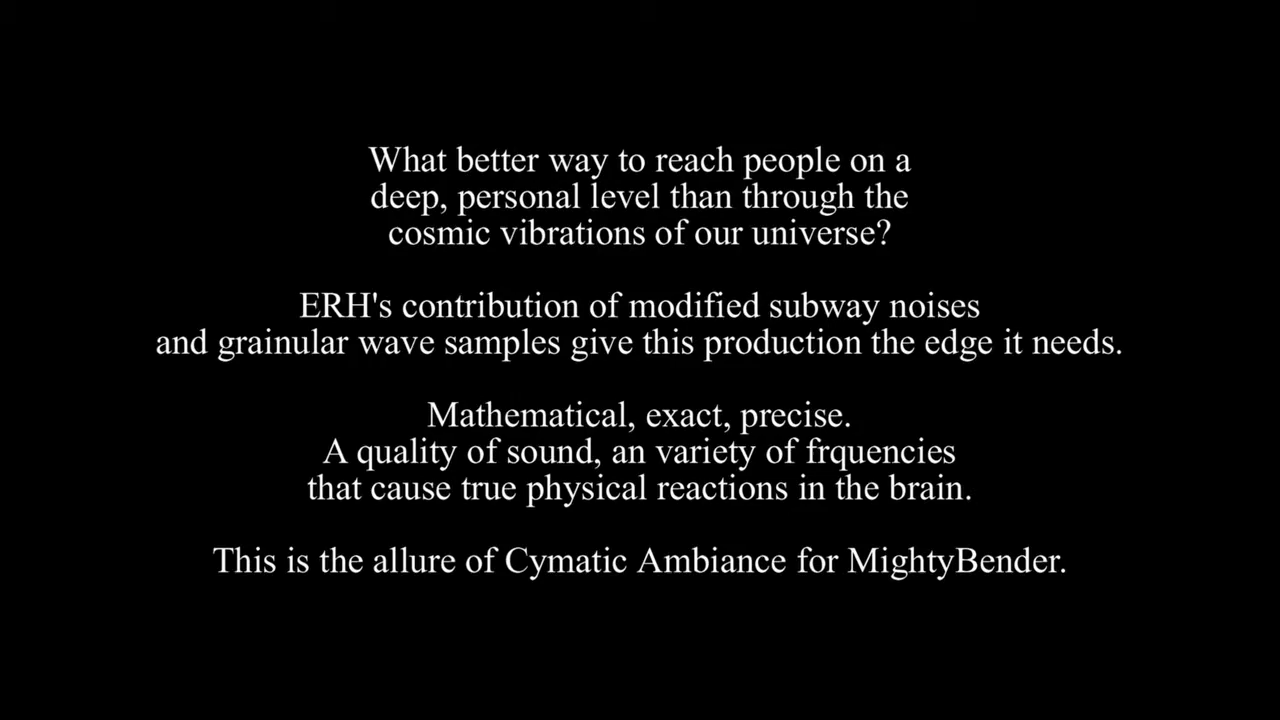 What better way to reach people on a
deep, personal level than through the
cosmic vibrations of our universe?
ERH's contribution of modified subway noises
and grainular wave samples give this production the edge it needs.
Mathematical, exact, precise.
A quality of sound, an variety of frquencies
that cause true physical reactions in the brain.
This is the allure of Cymatic Ambiance for MightyBender.